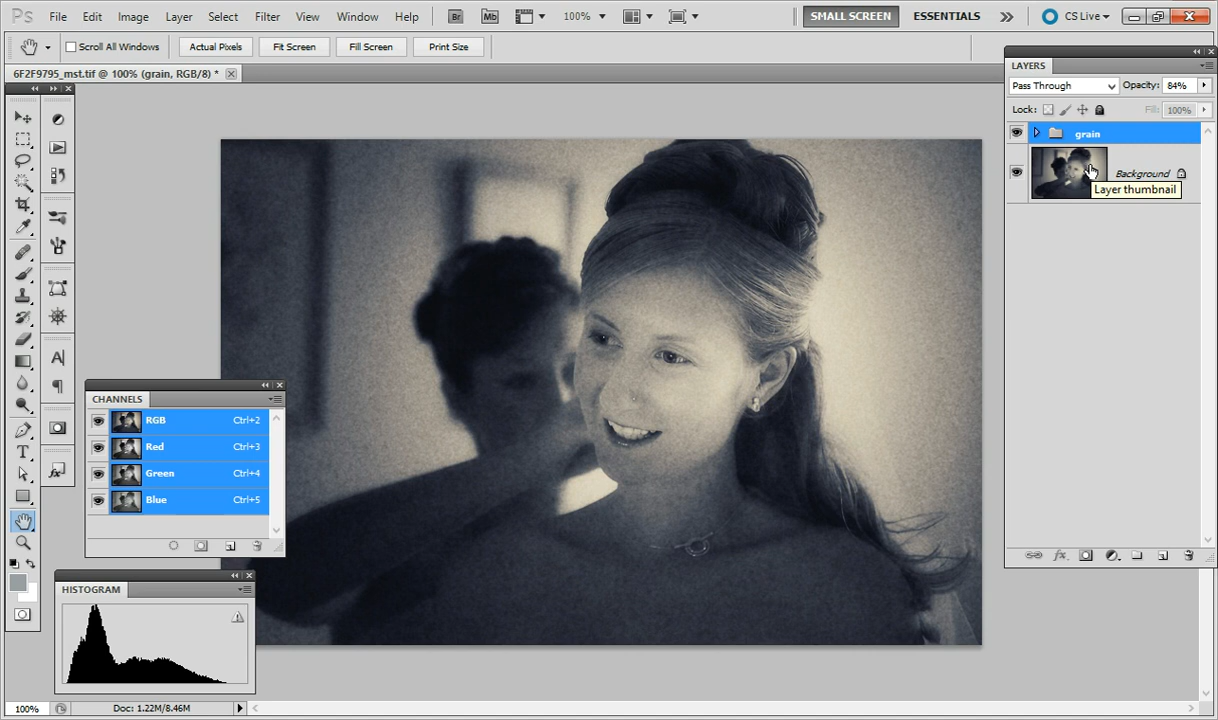 Ps File Edit Image Layer Select Filter View Window Help Br Mb 100% SMALL SCREEN ESSENTIALS CS Live
Scroll All Windows Actual Pixels Fit Screen Fill Screen Print Size
6F2F9795_mst.tif @ 100% (grain, RGB/8) *
LAYERS
Pass Through Opacity: 84%
Lock: Fill: 100%
grain
Background
Layer thumbnail
CHANNELS
RGB Ctrl+2
Red Ctrl+3
Green Ctrl+4
Blue Ctrl+5
HISTOGRAM
100% Doc: 1.22M/8.46M